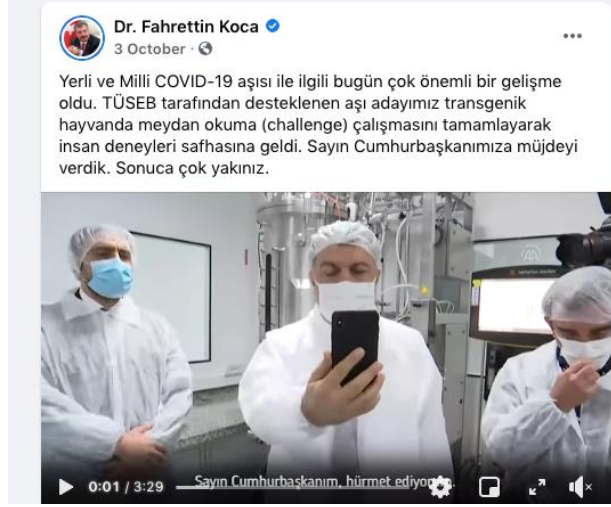 Dr. Fahrettin Koca
3 October
Yerli ve Milli COVID-19 aşısı ile ilgili bugün çok önemli bir gelişme
oldu. TÜSEB tarafından desteklenen aşı adayımız transgenik
hayvanda meydan okuma (challenge) çalışmasını tamamlayarak
insan deneyleri safhasına geldi. Sayın Cumhurbaşkanımıza müjdeyi
verdik. Sonuca çok yakınız.
Sayın Cumhurbaşkanım, hürmet
0:01 / 3:29